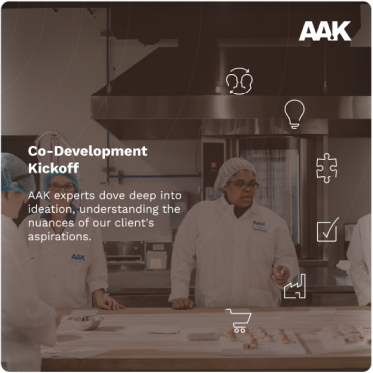 AAK
Co-Development
Kickoff
AAK experts dove deep into
ideation, understanding the
nuances of our client's
aspirations.
AAK
AAK